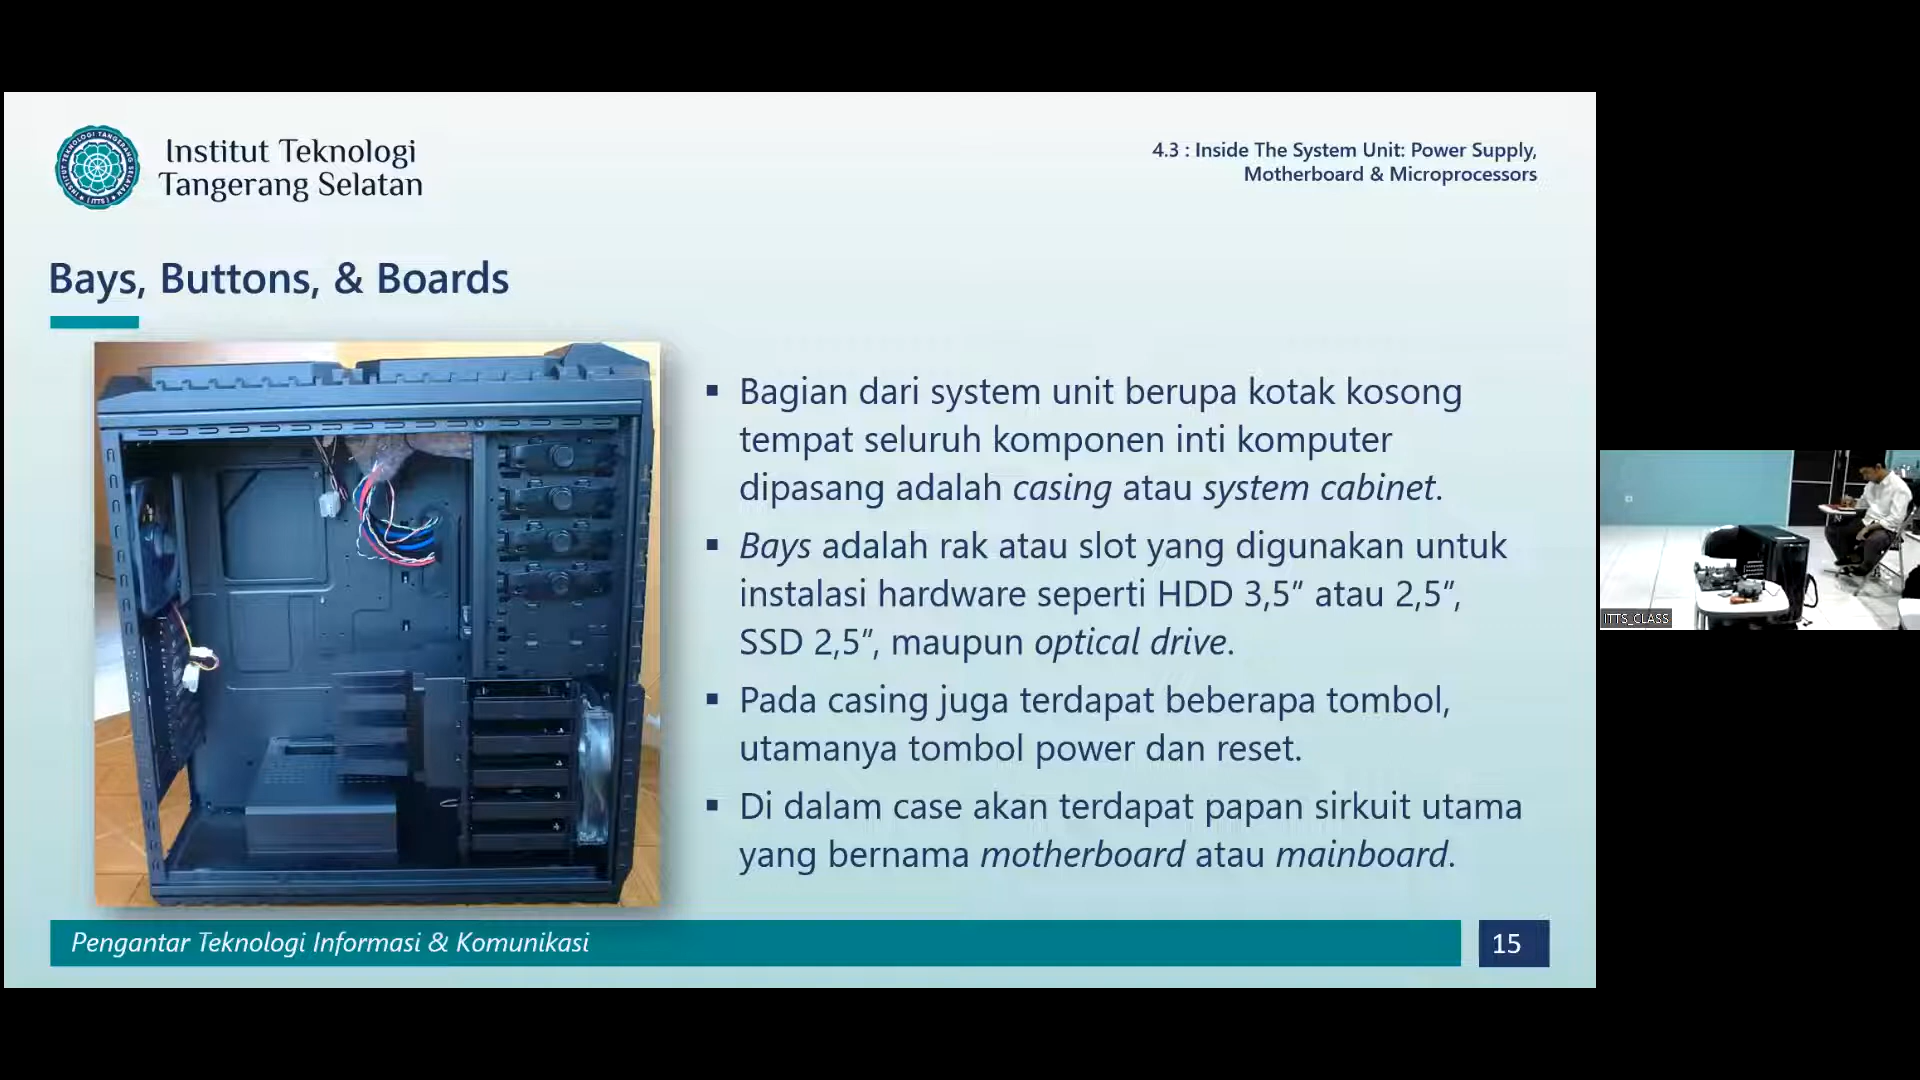 Institut Teknologi
Tangerang Selatan
4.3 : Inside The System Unit: Power Supply,
Motherboard & Microprocessors
Bays, Buttons, & Boards
▪ Bagian dari system unit berupa kotak kosong
tempat seluruh komponen inti komputer
dipasang adalah casing atau system cabinet.
▪ Bays adalah rak atau slot yang digunakan untuk
instalasi hardware seperti HDD 3,5” atau 2,5”,
SSD 2,5”, maupun optical drive.
▪ Pada casing juga terdapat beberapa tombol,
utamanya tombol power dan reset.
▪ Di dalam case akan terdapat papan sirkuit utama
yang bernama motherboard atau mainboard.
Pengantar Teknologi Informasi & Komunikasi
15
ITTS_CLASS